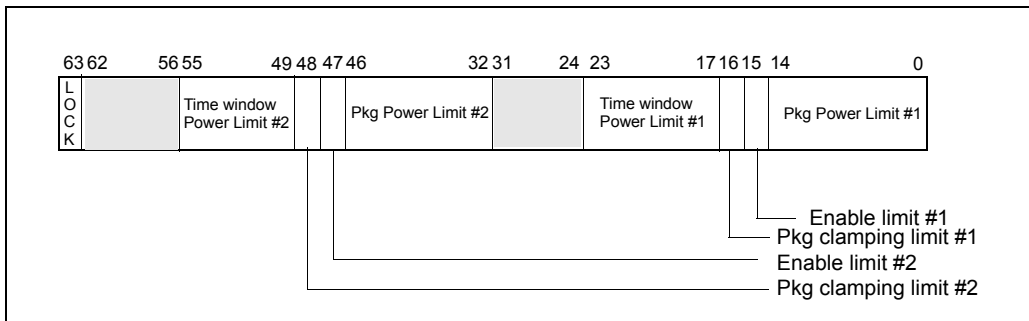 63 62 56 55 49 48 47 46 32 31 24 23 17 16 15 14 0
L
O
C
K
Time window
Power Limit #2
Pkg Power Limit #2
Time window
Power Limit #1
Pkg Power Limit #1
Enable limit #1
Pkg clamping limit #1
Enable limit #2
Pkg clamping limit #2